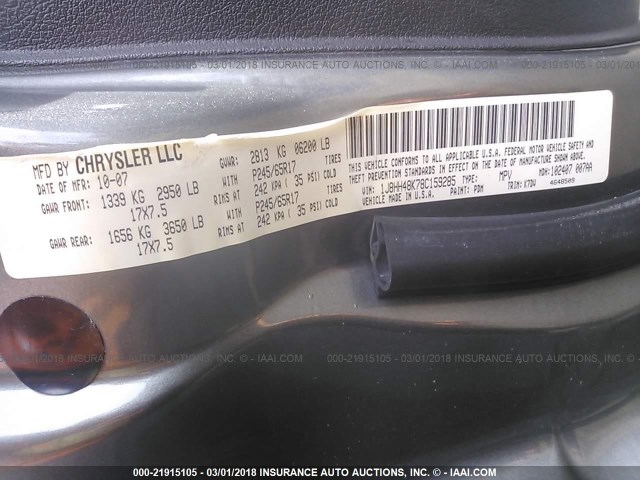 000-21915105 - 03/01/2018 INSURANCE AUTO AUCTIONS, INC. © - IAAI.COM
MFD BY CHRYSLER LLC
DATE OF MFR 10-07
GVWR: 2813 KG 06200 LB
GAWR FRONT: 1339 KG 2950 LB WITH P245/65R17 TIRES
17X7.5 RIMS AT 242 KPA ( 35 PSI) COLD
GAWR REAR: 1656 KG 3650 LB WITH P245/65R17 TIRES
17X7.5 RIMS AT 242 KPA ( 35 PSI) COLD
THIS VEHICLE CONFORMS TO ALL APPLICABLE U.S.A. FEDERAL MOTOR VEHICLE SAFETY AND
THEFT PREVENTION STANDARDS IN EFFECT ON THE DATE OF MANUFACTURE SHOWN ABOVE.
MDH: 102407 007AA
VIN: 1J8HH48K78C159285 TYPE: MPV
PAINT: PDM TRIM: K7DV
4648509
MADE IN U.S.A
000-21915105 - 03/01/2018 INSURANCE AUTO AUCTIONS, INC. © - IAAI.COM
000-21915105 - 03/01/2018 INSURANCE AUTO AUCTIONS, INC. © - IAAI.COM